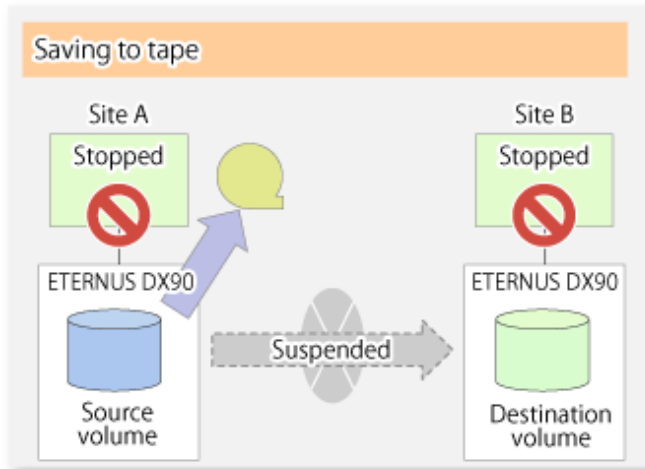 Saving to tape
Site A
Site B
Stopped
Stopped
ETERNUS DX90
ETERNUS DX90
Suspended
Source
volume
Destination
volume